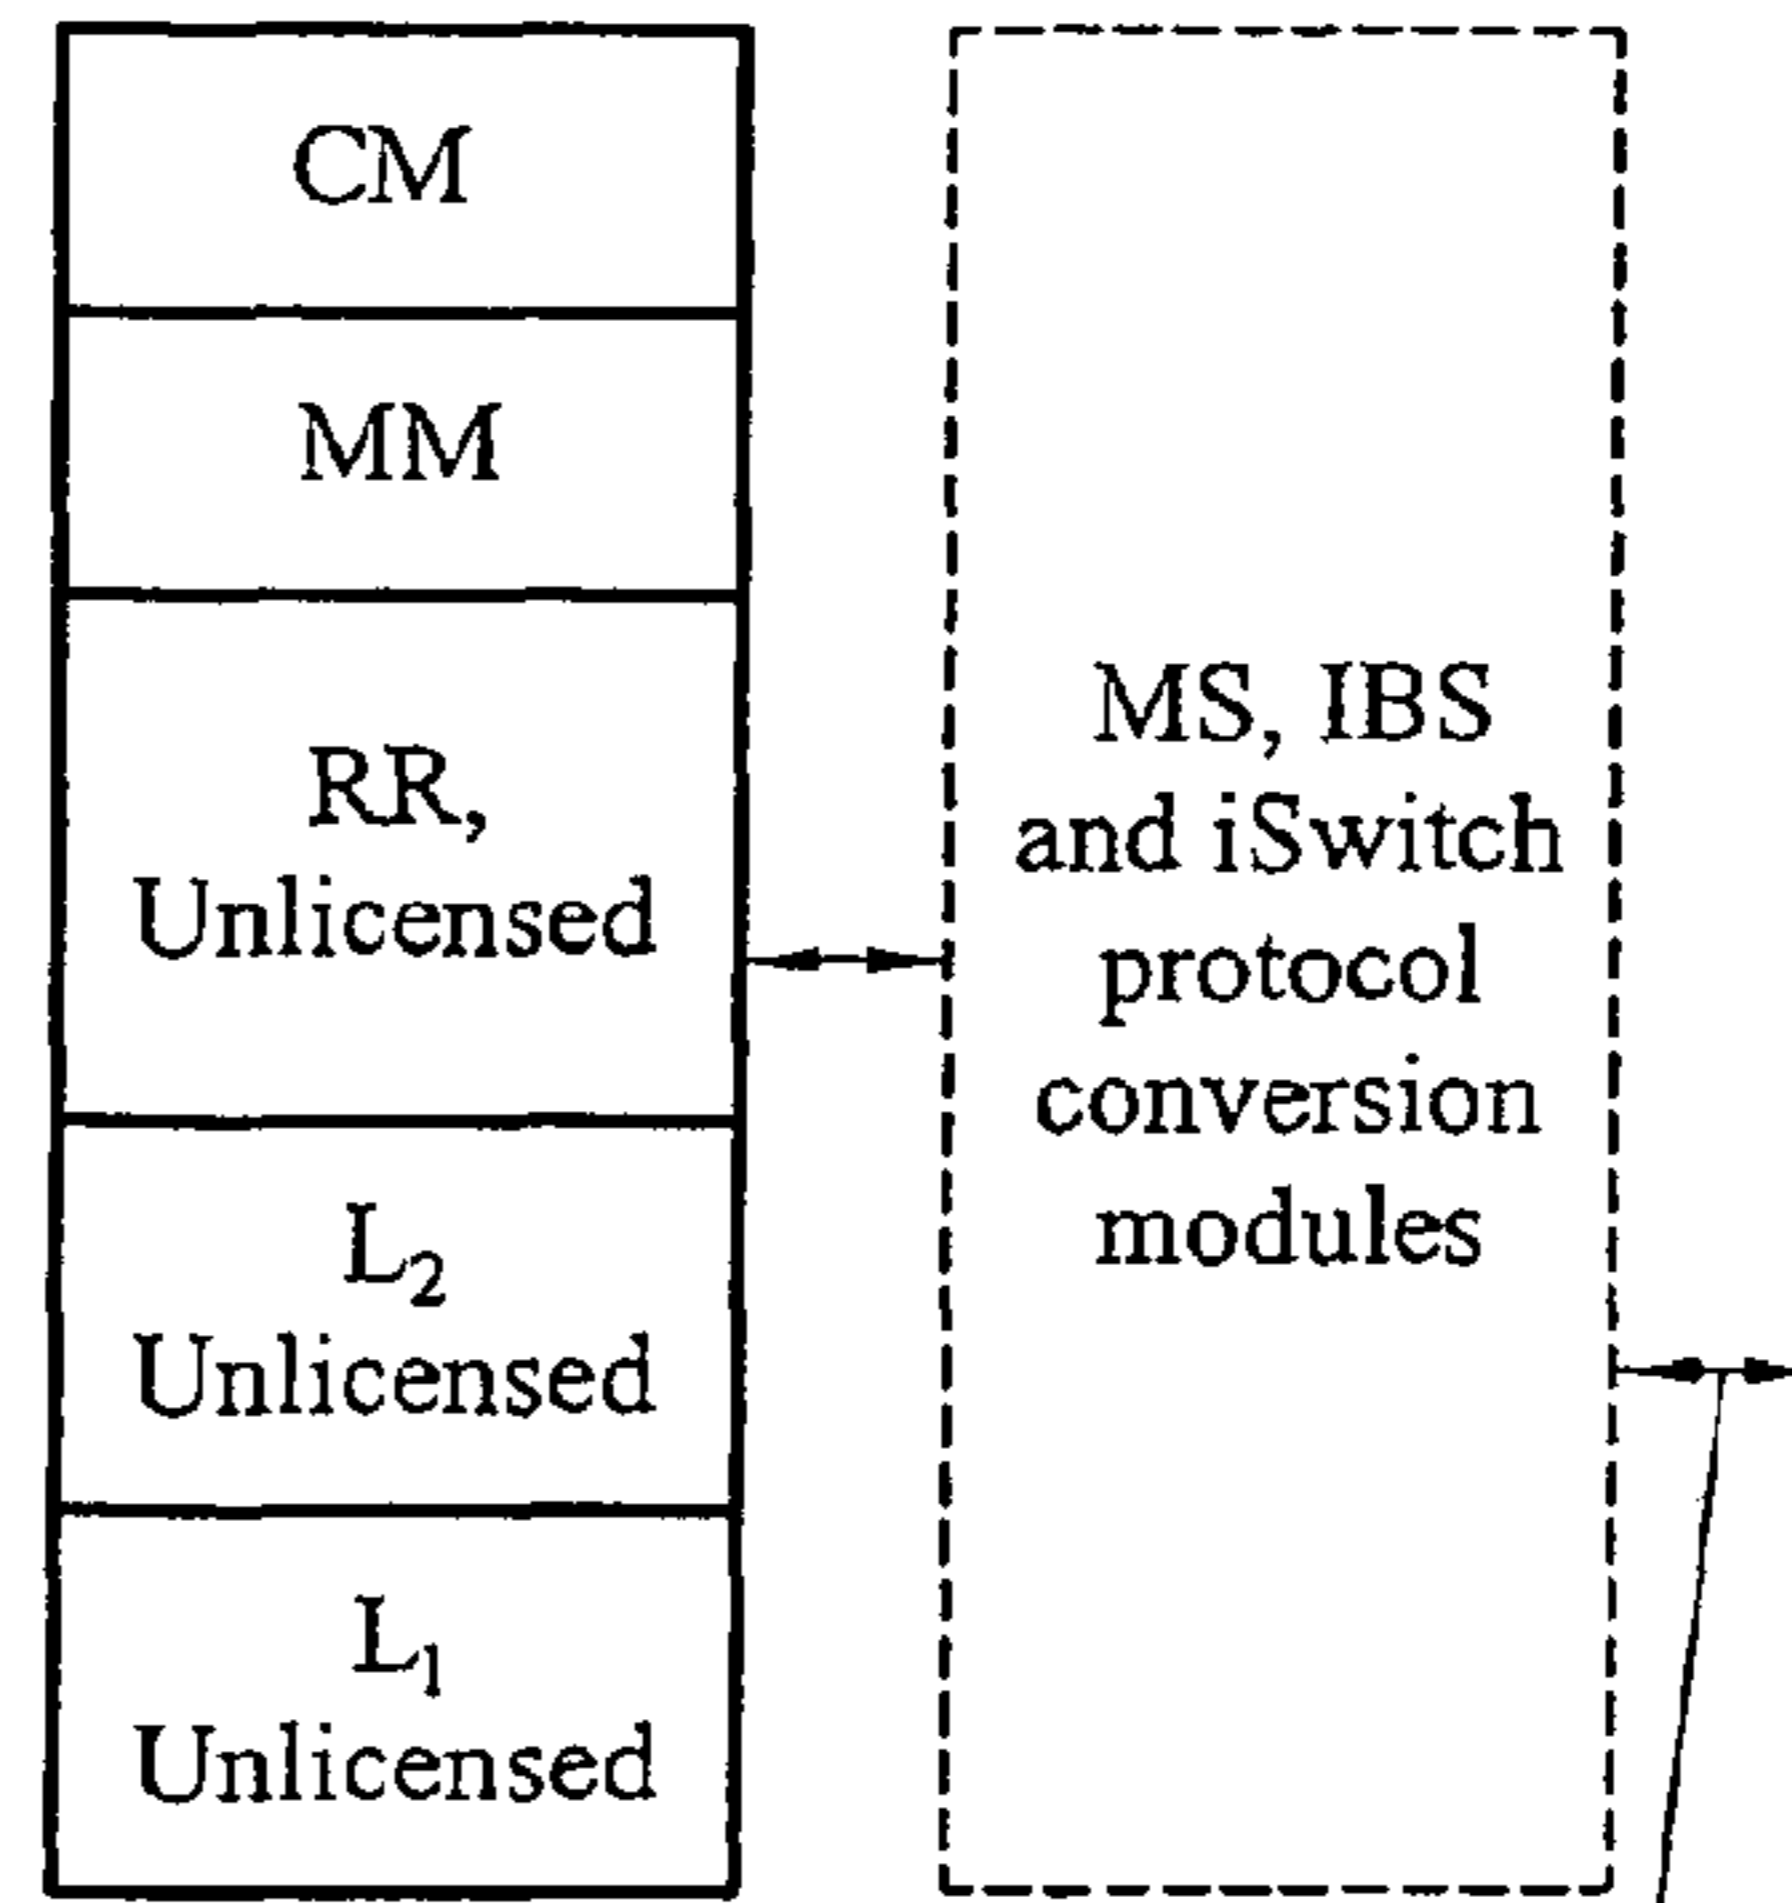 CM
MM
RR,
Unlicensed
L₂
Unlicensed
L₁
Unlicensed
MS, IBS
and iSwitch
protocol
conversion
modules